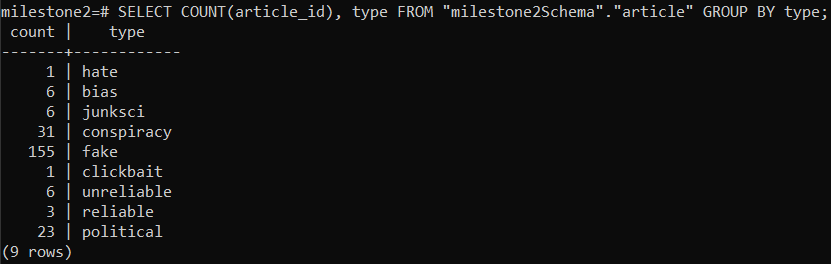 milestone2=# SELECT COUNT(article_id), type FROM "milestone2Schema"."article" GROUP BY type;
 count |    type
-------+------------
     1 | hate
     6 | bias
     6 | junksci
    31 | conspiracy
   155 | fake
     1 | clickbait
     6 | unreliable
     3 | reliable
    23 | political
(9 rows)